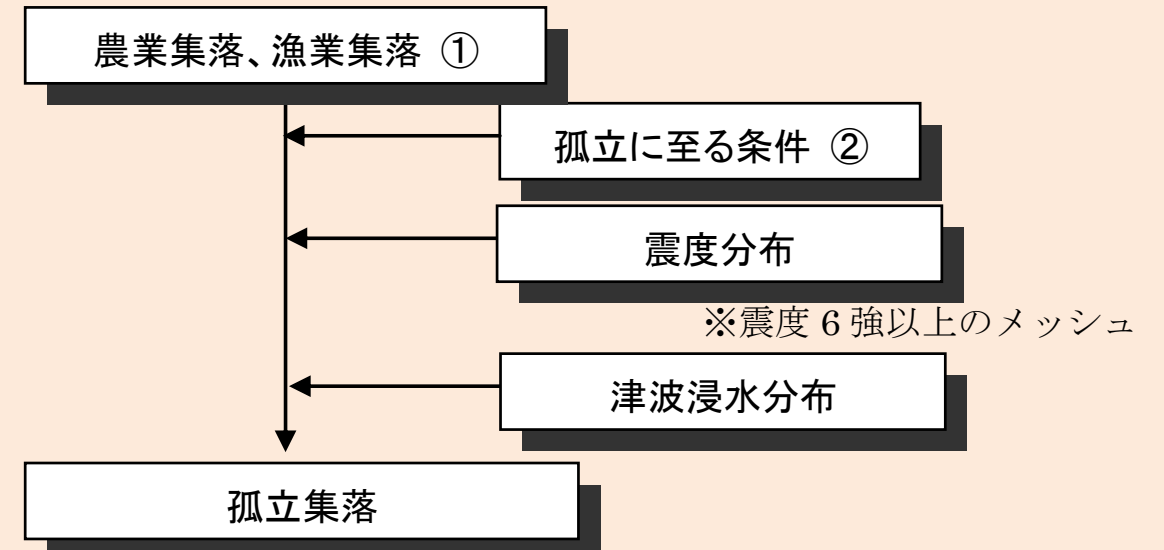 農業集落、漁業集落 ①
孤立に至る条件 ②
震度分布
※震度 6 強以上のメッシュ
津波浸水分布
孤立集落